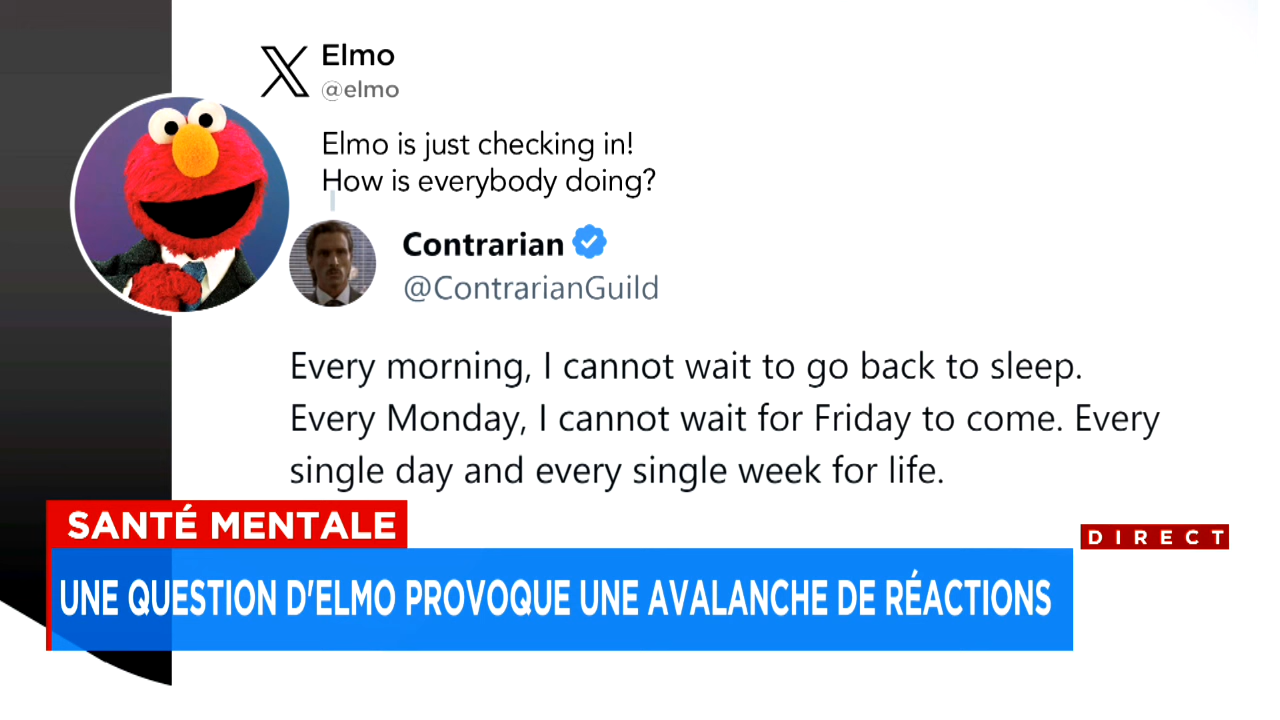 Elmo
@elmo
Elmo is just checking in!
How is everybody doing?
Contrarian
@ContrarianGuild
Every morning, I cannot wait to go back to sleep.
Every Monday, I cannot wait for Friday to come. Every
single day and every single week for life.
SANTÉ MENTALE
DIRECT
UNE QUESTION D'ELMO PROVOQUE UNE AVALANCHE DE RÉACTIONS